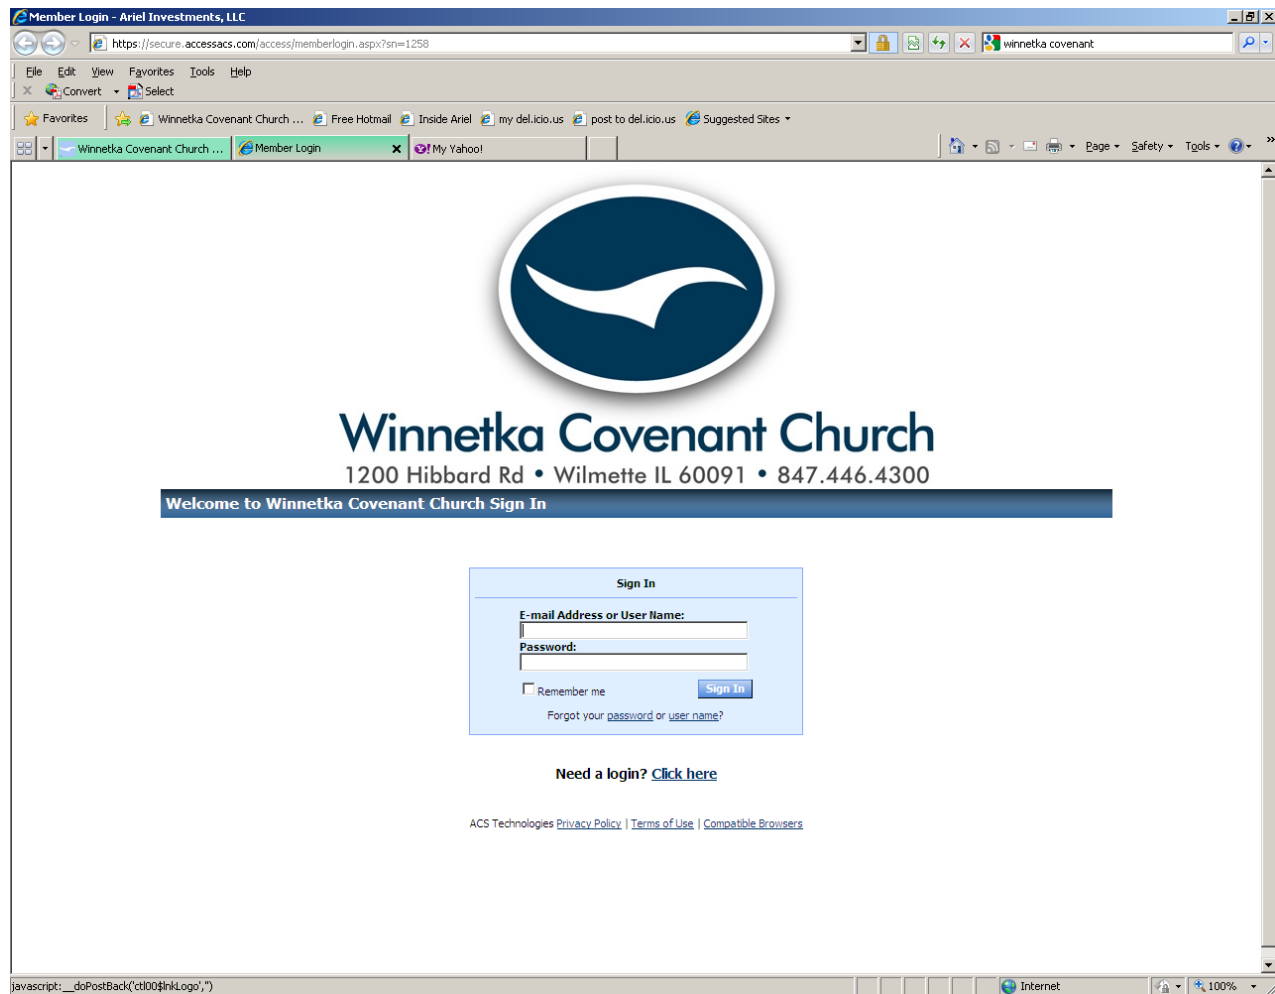 Member Login - Ariel Investments, LLC
https://secure.accessacs.com/access/memberlogin.aspx?sn=1258
winnetka covenant
File Edit View Favorites Tools Help
Convert Select
Favorites Winnetka Covenant Church ... Free Hotmail Inside Ariel my del.icio.us post to del.icio.us Suggested Sites
Winnetka Covenant Church ... Member Login My Yahoo! Page Safety Tools
Winnetka Covenant Church
1200 Hibbard Rd • Wilmette IL 60091 • 847.446.4300
Welcome to Winnetka Covenant Church Sign In
Sign In
E-mail Address or User Name:
Password:
Remember me Sign In
Forgot your password or user name?
Need a login? Click here
ACS Technologies Privacy Policy | Terms of Use | Compatible Browsers
javascript:__doPostBack('ctl00$lnkLogo','') Internet 100%